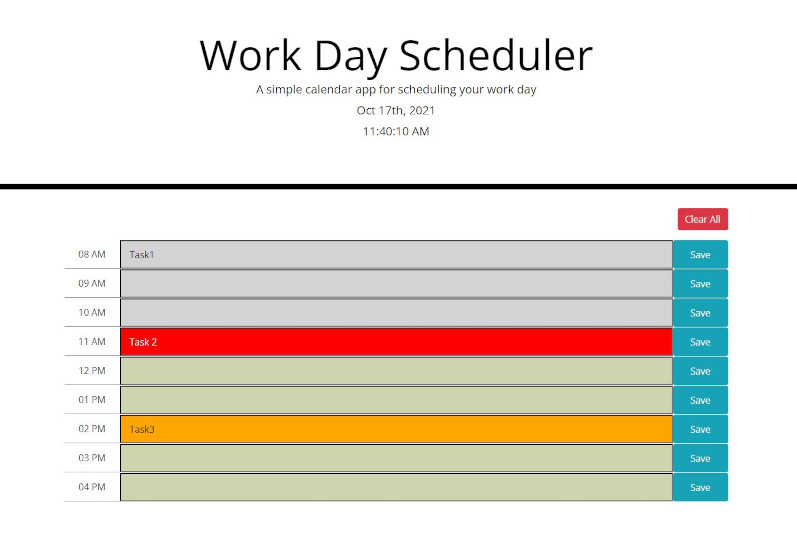 Work Day Scheduler
A simple calendar app for scheduling your work day
Oct 17th, 2021
11:40:10 AM
Clear All
08 AM Task1 Save
09 AM Save
10 AM Save
11 AM Task 2 Save
12 PM Save
01 PM Save
02 PM Task3 Save
03 PM Save
04 PM Save